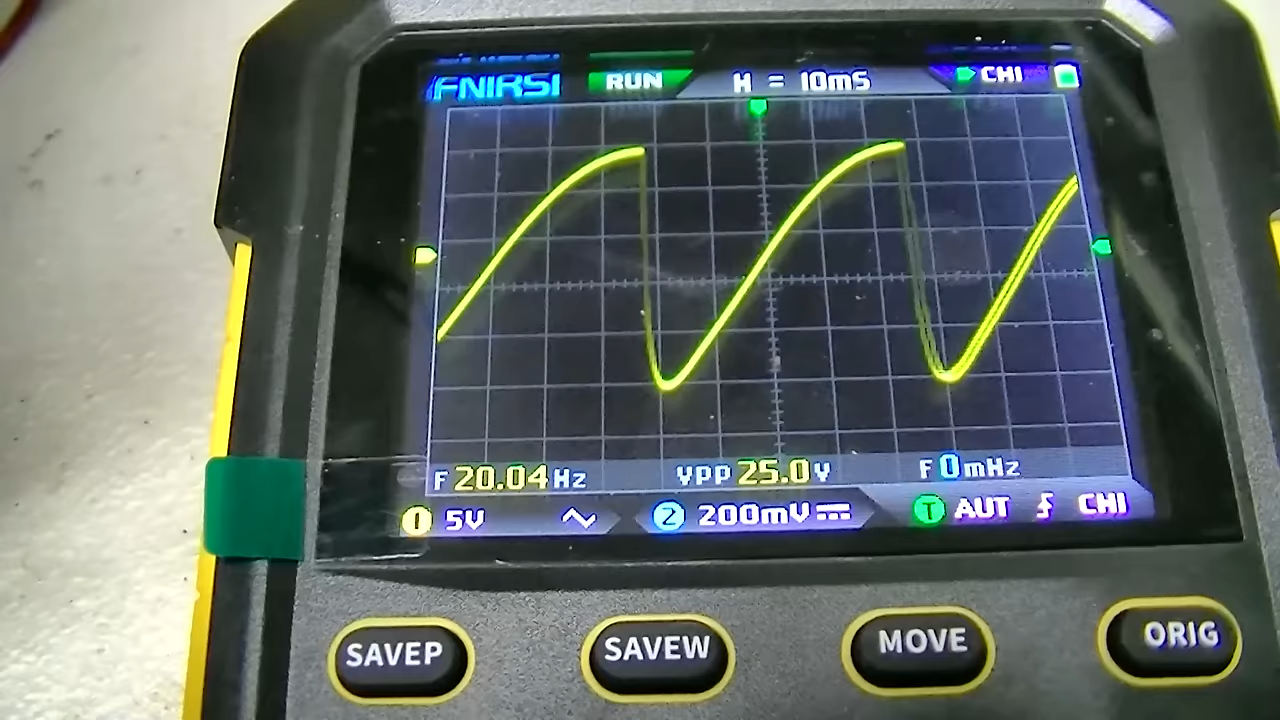 FNIRSI RUN H = 10mS CH1
F 20.04Hz VPP 25.0V F 0mHz
1 5V 2 200mV T AUT CH1
SAVEP SAVEW MOVE ORIG